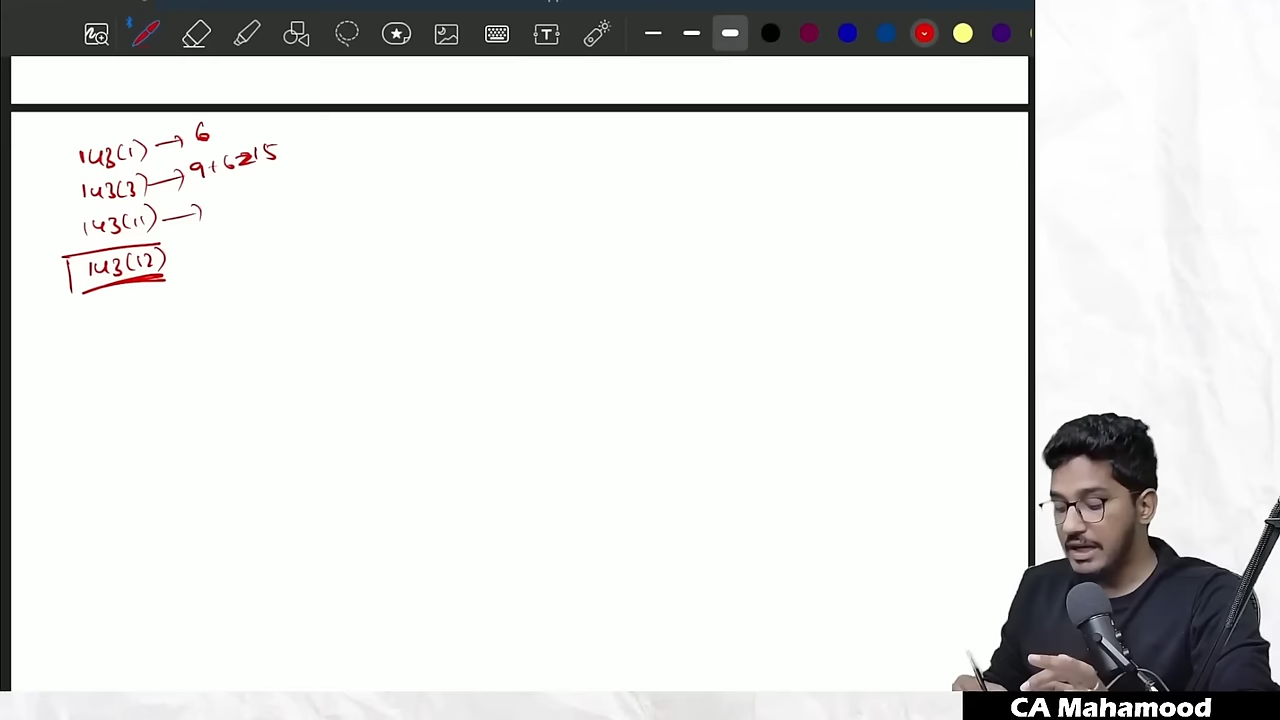 143(1) → 6
143(3) → 9+6=15
143(11) →
143(12)
CA Mahamood